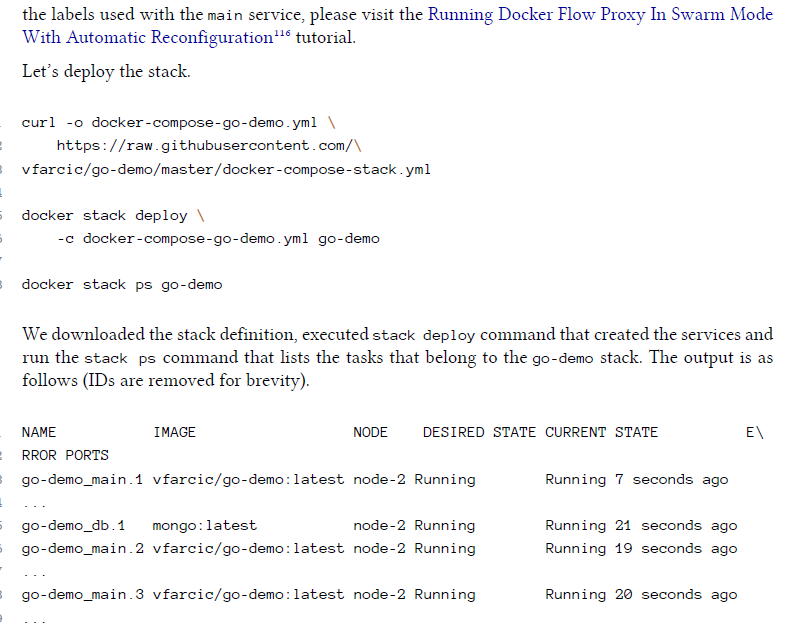 the labels used with the main service, please visit the Running Docker Flow Proxy In Swarm Mode
With Automatic Reconfiguration¹¹⁶ tutorial.
Let's deploy the stack.
curl -o docker-compose-go-demo.yml \
    https://raw.githubusercontent.com/\
vfarcic/go-demo/master/docker-compose-stack.yml
docker stack deploy \
    -c docker-compose-go-demo.yml go-demo
docker stack ps go-demo
We downloaded the stack definition, executed stack deploy command that created the services and
run the stack ps command that lists the tasks that belong to the go-demo stack. The output is as
follows (IDs are removed for brevity).
NAME           IMAGE                  NODE    DESIRED STATE CURRENT STATE          E\
RROR PORTS
go-demo_main.1 vfarcic/go-demo:latest node-2 Running        Running 7 seconds ago
...
go-demo_db.1   mongo:latest           node-2 Running        Running 21 seconds ago
go-demo_main.2 vfarcic/go-demo:latest node-2 Running        Running 19 seconds ago
...
go-demo_main.3 vfarcic/go-demo:latest node-2 Running        Running 20 seconds ago
...